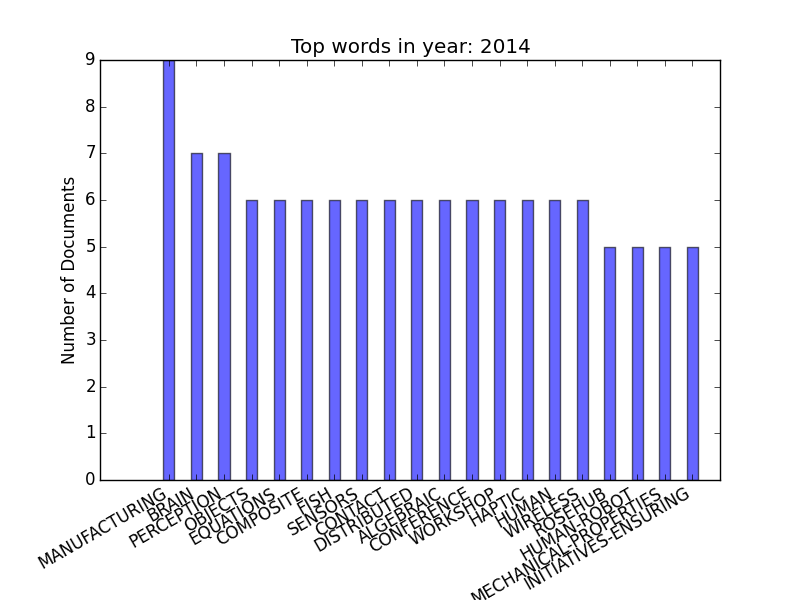 Top words in year: 2014
Number of Documents
9
8
7
6
5
4
3
2
1
0
MANUFACTURING
BRAIN
PERCEPTION
OBJECTS
EQUATIONS
COMPOSITE
FISH
SENSORS
CONTACT
DISTRIBUTED
ALGEBRAIC
CONFERENCE
WORKSHOP
HAPTIC
HUMAN
WIRELESS
ROSEHUB
HUMAN-ROBOT
MECHANICAL-PROPERTIES
INITIATIVES-ENSURING